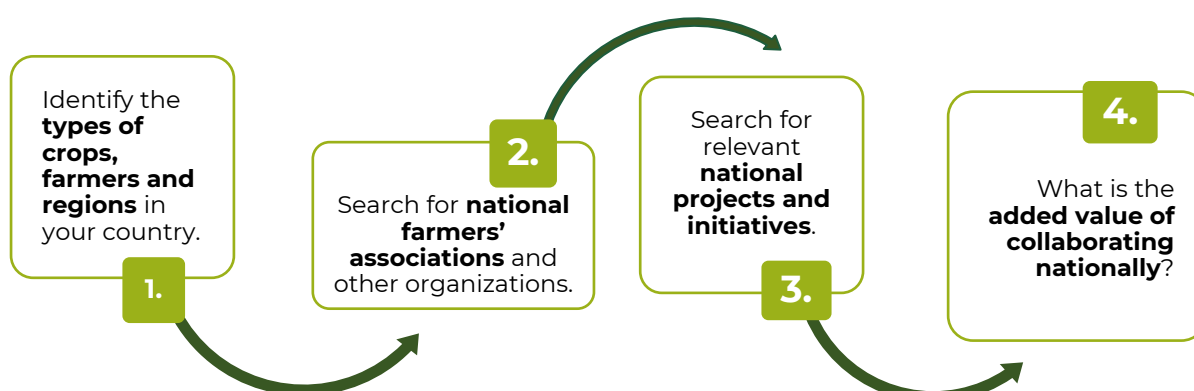 Identify the
types of
crops,
farmers and
regions in
your country.
1.
2.
Search for national
farmers’
associations and
other organizations.
Search for
relevant
national
projects and
initiatives.
3.
4.
What is the
added value of
collaborating
nationally?